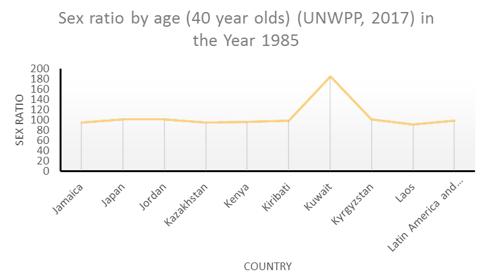 Sex ratio by age (40 year olds) (UNWPP, 2017) in
the Year 1985
200
180
160
140
120
100
80
60
40
20
0
SEX RATIO
Jamaica
Japan
Jordan
Kazakhstan
Kenya
Kiribati
Kuwait
Kyrgyzstan
Laos
Latin America and...
COUNTRY